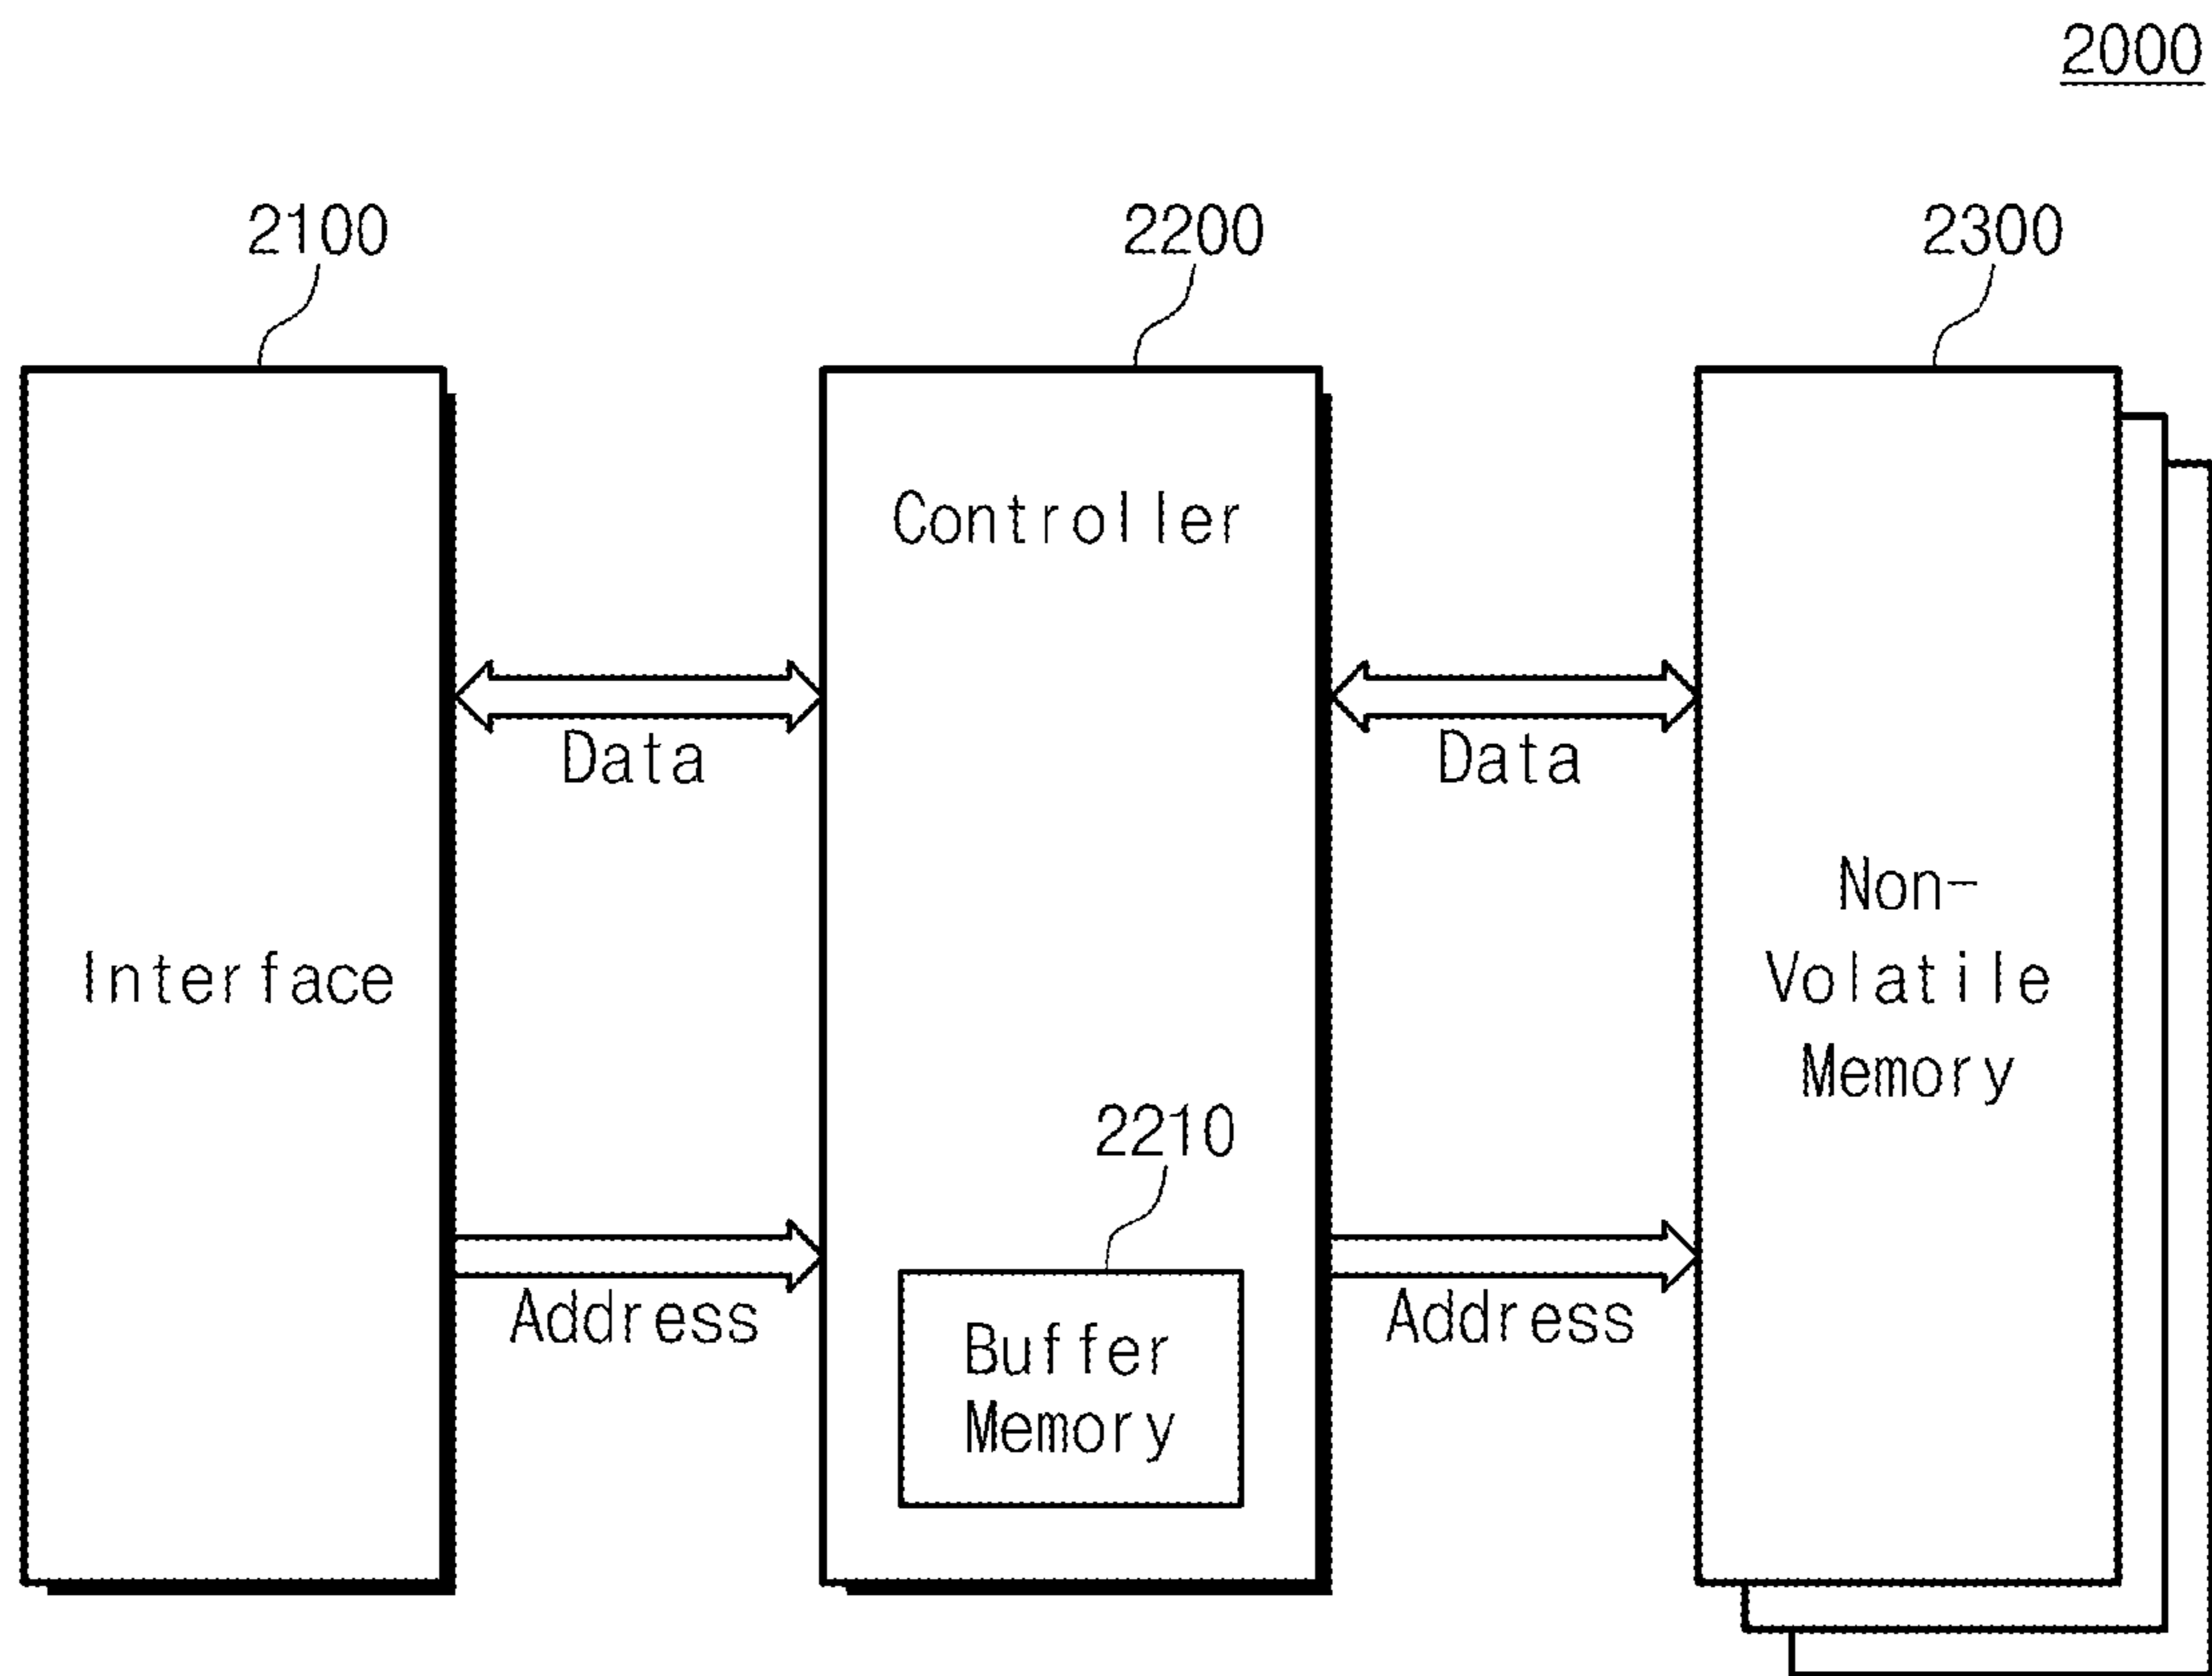 2000
2100
2200
2300
Controller
Data
Data
Interface
Non-
Volatile
Memory
2210
Address
Address
Buffer
Memory